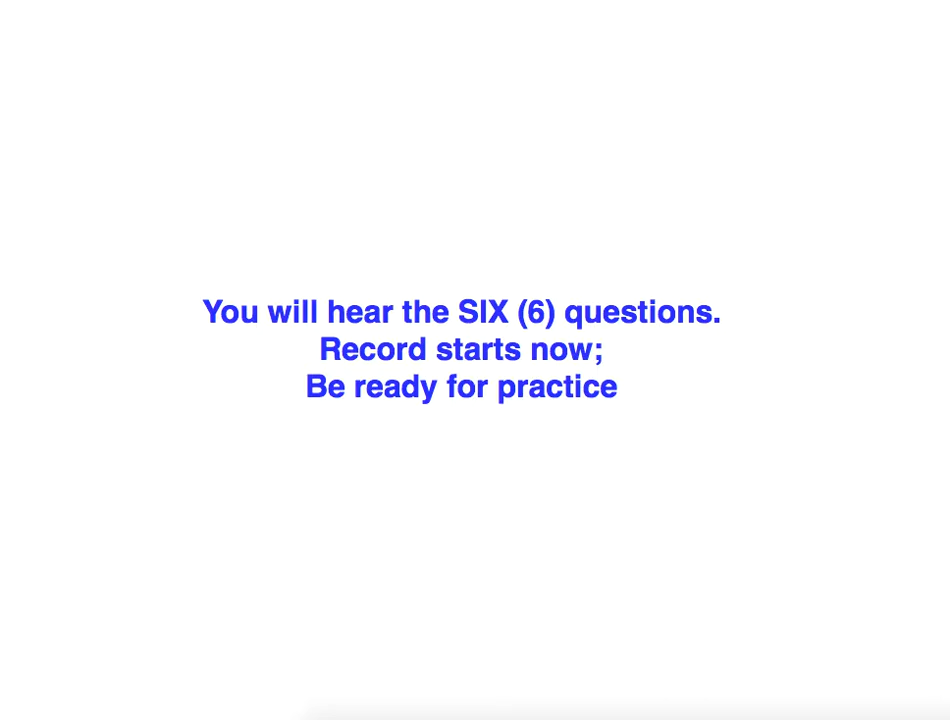 You will hear the SIX (6) questions.
Record starts now;
Be ready for practice